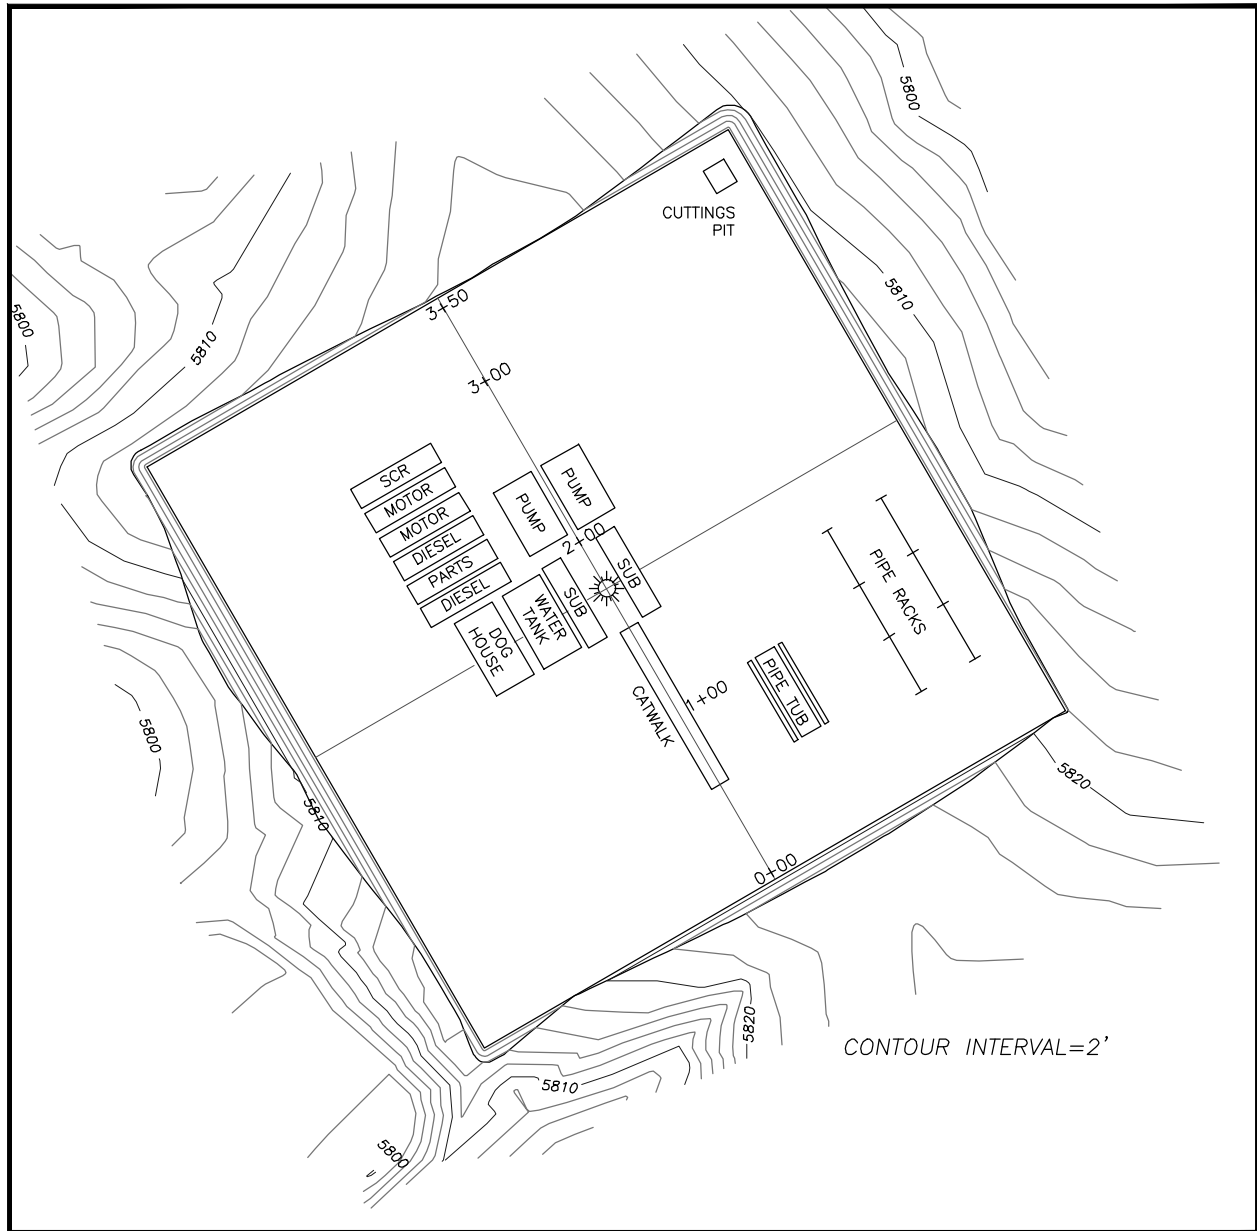 5800
CUTTINGS
PIT
5810
3+50
5800
5810
3+00
SCR
MOTOR
MOTOR
DIESEL
PARTS
DIESEL
PUMP
PUMP
2+00
SUB
SUB
WATER
TANK
DOG
HOUSE
PIPE RACKS
PIPE TUB
1+00
CATWALK
5800
5820
5810
0+00
5820
CONTOUR INTERVAL=2'
5810
5800